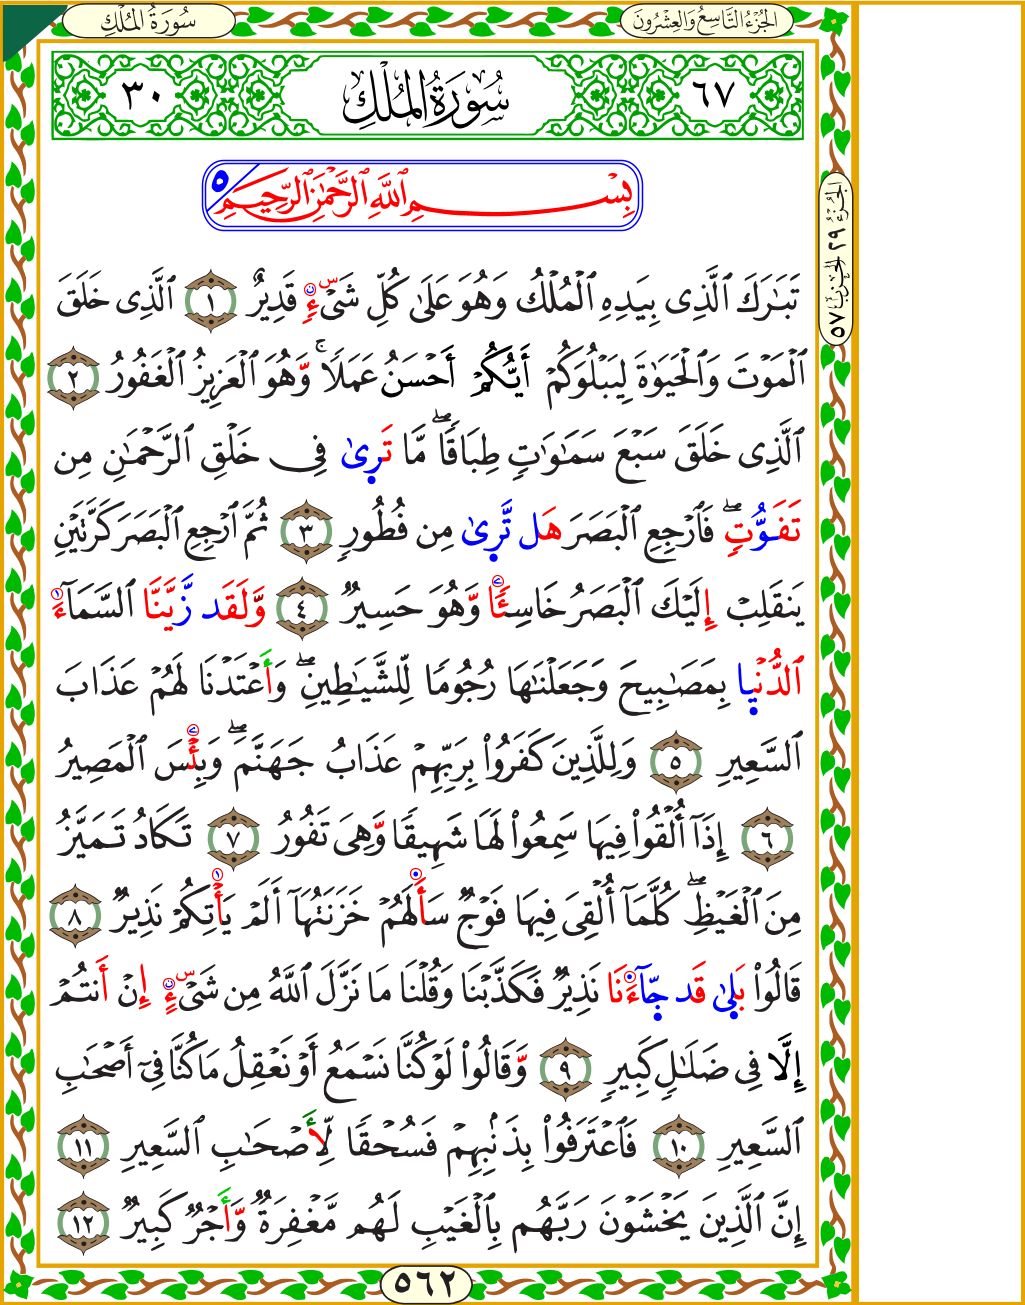 سُورَةُ المُلْكِ
الجُزْءُ التَّاسِعُ وَالعِشْرُونَ
٦٧ سُورَةُ المُلْكِ ٣٠
بِسْمِ ٱللَّهِ ٱلرَّحْمَٰنِ ٱلرَّحِيمِ ٥
تَبَٰرَكَ ٱلَّذِى بِيَدِهِ ٱلْمُلْكُ وَهُوَ عَلَىٰ كُلِّ شَىْءٍ قَدِيرٌ ١ ٱلَّذِى خَلَقَ
ٱلْمَوْتَ وَٱلْحَيَوٰةَ لِيَبْلُوَكُمْ أَيُّكُمْ أَحْسَنُ عَمَلًا ۚ وَّهُوَ ٱلْعَزِيزُ ٱلْغَفُورُ ٢
ٱلَّذِى خَلَقَ سَبْعَ سَمَٰوَٰتٍ طِبَاقًا ۖ مَّا تَرِىٰ فِى خَلْقِ ٱلرَّحْمَٰنِ مِن
تَفَوُّتٍ ۖ فَٱرْجِعِ ٱلْبَصَرَ هَل تَّرِىٰ مِن فُطُورٍ ٣ ثُمَّ ٱرْجِعِ ٱلْبَصَرَ كَرَّتَيْنِ
يَنقَلِبْ إِلَيْكَ ٱلْبَصَرُ خَاسِئًا وَّهُوَ حَسِيرٌ ٤ وَّلَقَد زَّيَّنَّا ٱلسَّمَآءَ
ٱلدُّنْيِا بِمَصَٰبِيحَ وَجَعَلْنَٰهَا رُجُومًا لِّلشَّيَٰطِينِ ۖ وَأَعْتَدْنَا لَهُمْ عَذَابَ
ٱلسَّعِيرِ ٥ وَلِلَّذِينَ كَفَرُوا۟ بِرَبِّهِمْ عَذَابُ جَهَنَّمَ ۖ وَبِئْسَ ٱلْمَصِيرُ
٦ إِذَآ أُلْقُوا۟ فِيهَا سَمِعُوا۟ لَهَا شَهِيقًا وَّهِىَ تَفُورُ ٧ تَكَادُ تَمَيَّزُ
مِنَ ٱلْغَيْظِ ۖ كُلَّمَآ أُلْقِىَ فِيهَا فَوْجٌ سَأَلَهُمْ خَزَنَتُهَآ أَلَمْ يَأْتِكُمْ نَذِيرٌ ٨
قَالُوا۟ بَلِىٰ قَد جِّآءَنَا نَذِيرٌ فَكَذَّبْنَا وَقُلْنَا مَا نَزَّلَ ٱللَّهُ مِن شَىْءٍ إِنْ أَنتُمْ
إِلَّا فِى ضَلَٰلٍ كَبِيرٍ ٩ وَّقَالُوا۟ لَوْ كُنَّا نَسْمَعُ أَوْ نَعْقِلُ مَا كُنَّا فِىٓ أَصْحَٰبِ
ٱلسَّعِيرِ ١٠ فَٱعْتَرَفُوا۟ بِذَنۢبِهِمْ فَسُحْقًا لِّأَصْحَٰبِ ٱلسَّعِيرِ ١١
إِنَّ ٱلَّذِينَ يَخْشَوْنَ رَبَّهُم بِٱلْغَيْبِ لَهُم مَّغْفِرَةٌ وَّأَجْرٌ كَبِيرٌ ١٢
الجُزْءُ ٢٩ الحِزْبُ ٥٧
٥٦٢